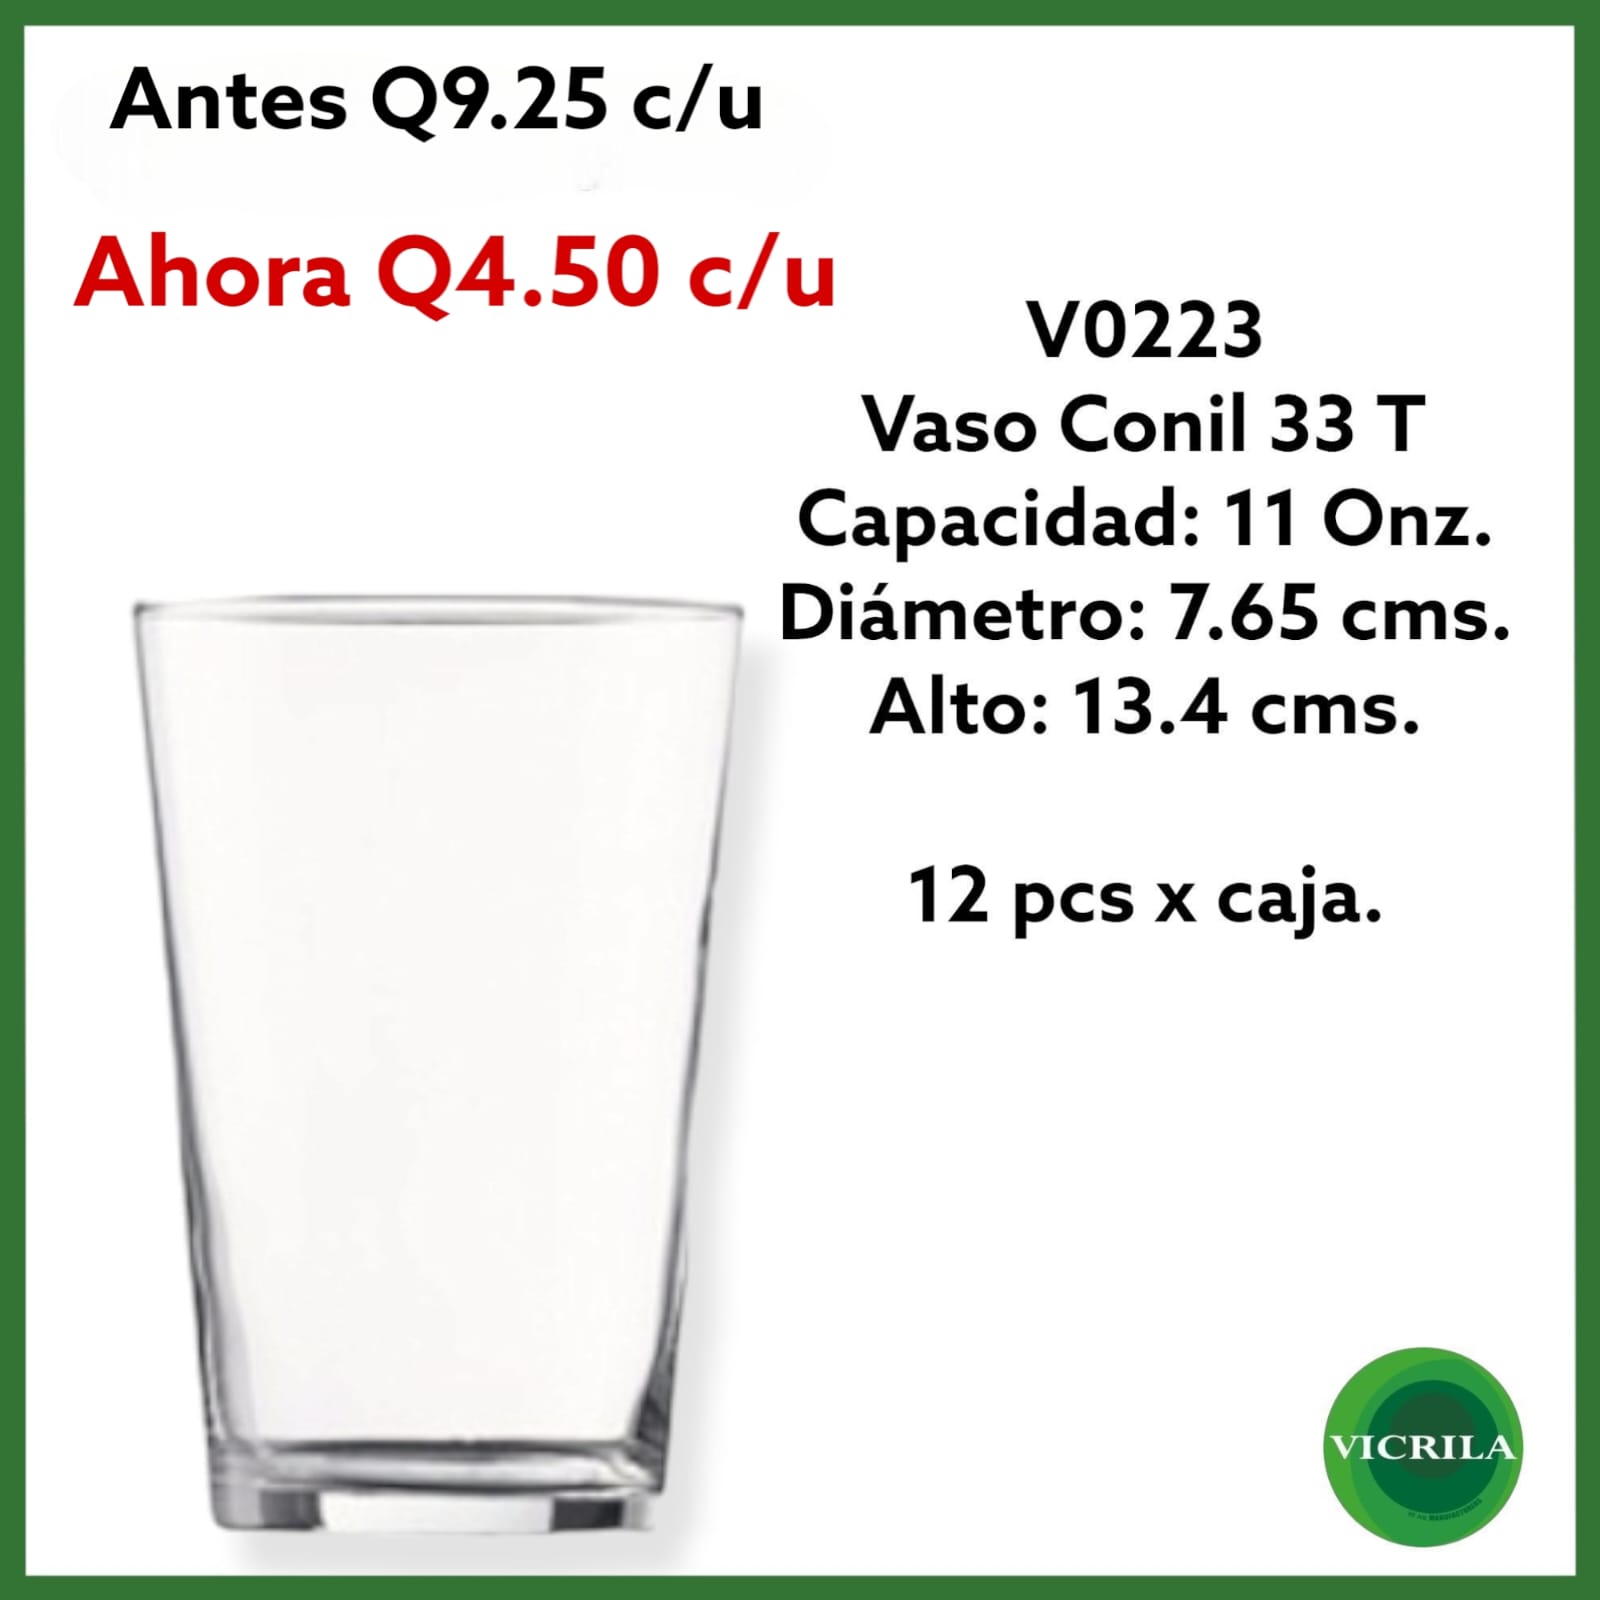 Antes Q9.25 c/u
Ahora Q4.50 c/u
V0223
Vaso Conil 33 T
Capacidad: 11 Onz.
Diámetro: 7.65 cms.
Alto: 13.4 cms.
12 pcs x caja.
VICRILA